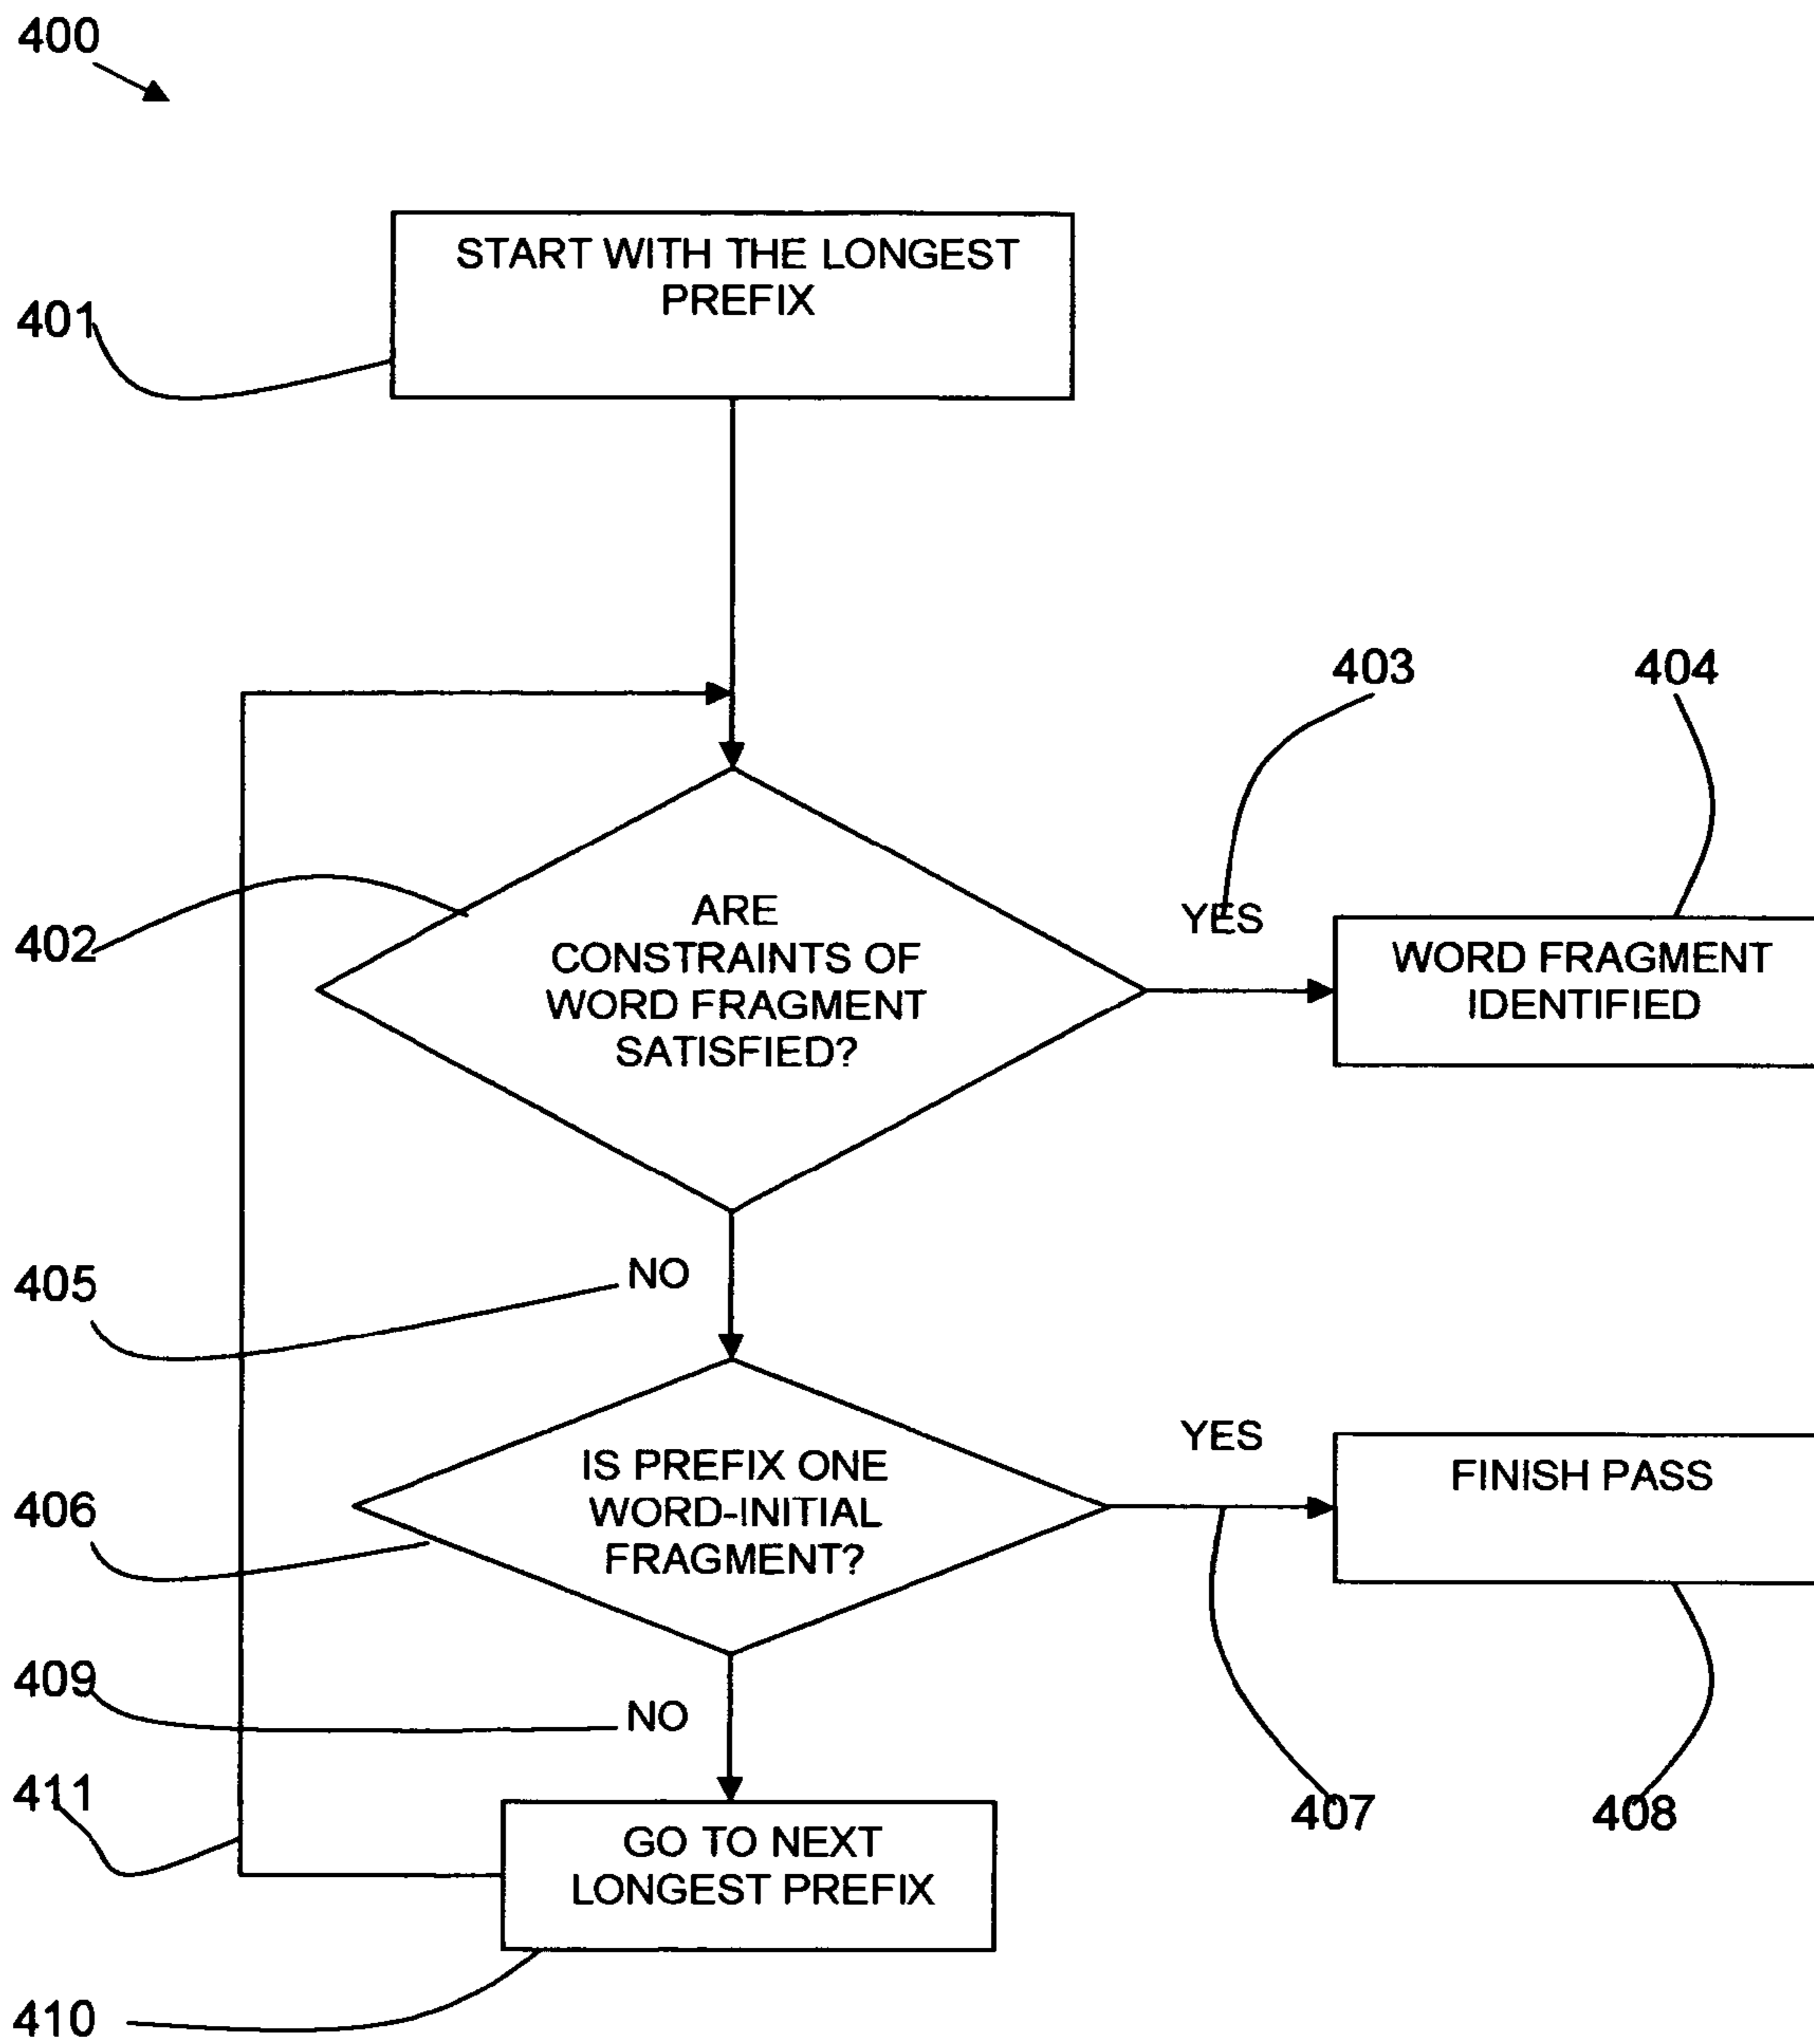 400
START WITH THE LONGEST
PREFIX
401
403
404
ARE
CONSTRAINTS OF
WORD FRAGMENT
SATISFIED?
402
YES
WORD FRAGMENT
IDENTIFIED
405
NO
IS PREFIX ONE
WORD-INITIAL
FRAGMENT?
406
YES
FINISH PASS
409
NO
411
407
408
GO TO NEXT
LONGEST PREFIX
410